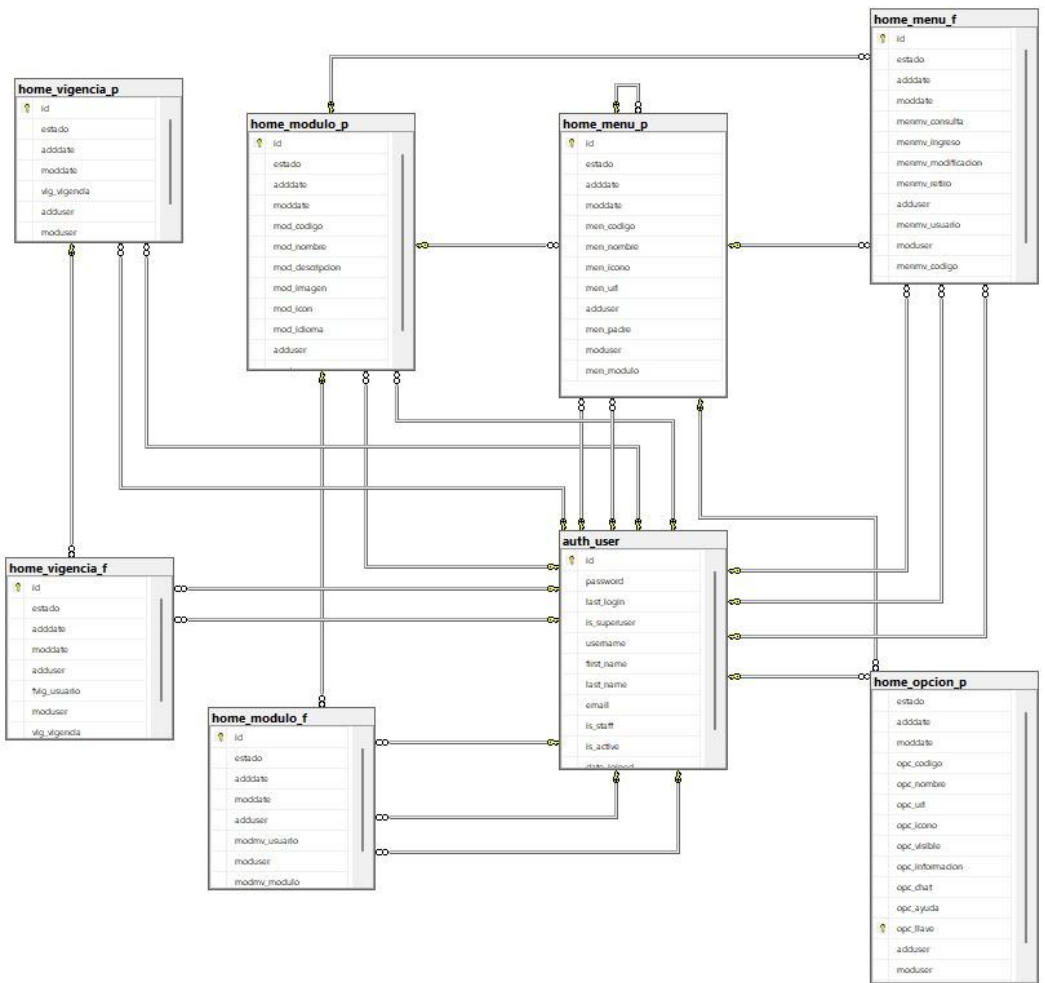 home_menu_f
id
estado
adddate
moddate
menmv_consulta
menmv_ingreso
menmv_modificacion
menmv_retiro
adduser
menmv_usuario
moduser
menmv_codigo
home_vigencia_p
id
estado
adddate
moddate
vig_vigencia
adduser
moduser
home_modulo_p
id
estado
adddate
moddate
mod_codigo
mod_nombre
mod_descripcion
mod_imagen
mod_icon
mod_idioma
adduser
home_menu_p
id
estado
adddate
moddate
men_codigo
men_nombre
men_icono
men_url
adduser
men_padre
moduser
men_modulo
auth_user
id
password
last_login
is_superuser
username
first_name
last_name
email
is_staff
is_active
date_joined
home_vigencia_f
id
estado
adddate
moddate
adduser
fvig_usuario
moduser
vig_vigencia
home_modulo_f
id
estado
adddate
moddate
adduser
modmv_usuario
moduser
modmv_modulo
home_opcion_p
estado
adddate
moddate
opc_codigo
opc_nombre
opc_url
opc_icono
opc_visible
opc_informacion
opc_chat
opc_ayuda
opc_llave
adduser
moduser